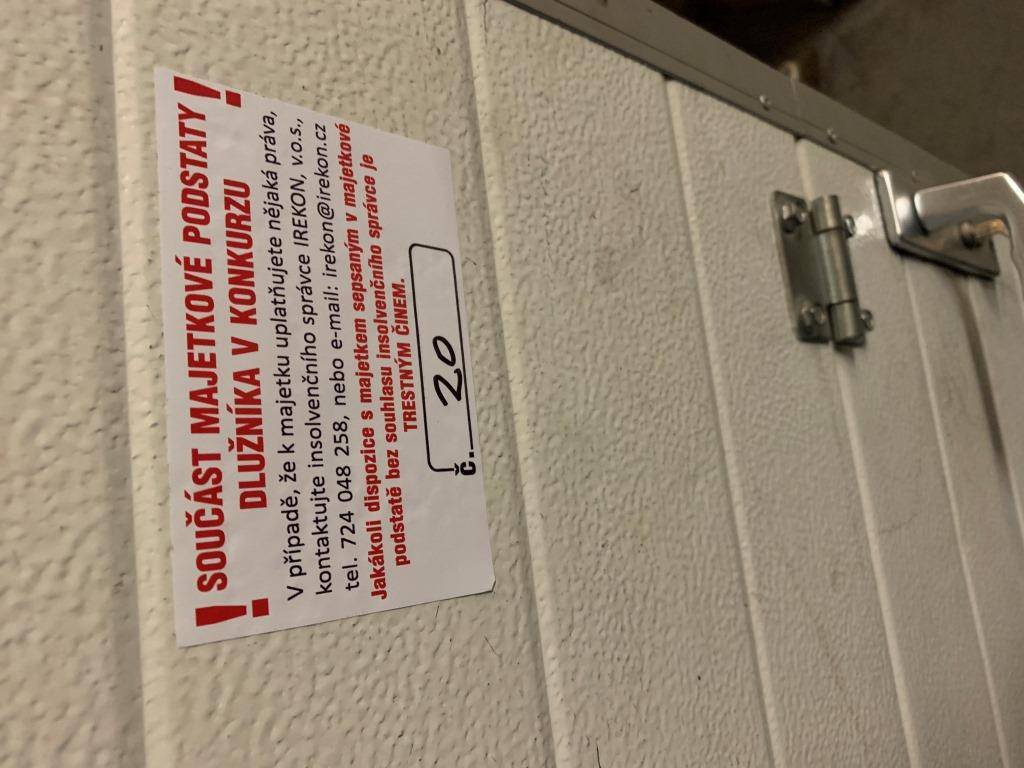 ! SOUČÁST MAJETKOVÉ PODSTATY !
DLUŽNÍKA V KONKURZU
V případě, že k majetku uplatňujete nějaká práva,
kontaktujte insolvenčního správce IREKON, v.o.s.,
tel. 724 048 258, nebo e-mail: irekon@irekon.cz
Jakákoli dispozice s majetkem sepsaným v majetkové
podstatě bez souhlasu insolvenčního správce je
TRESTNÝM ČINEM.
č. 20